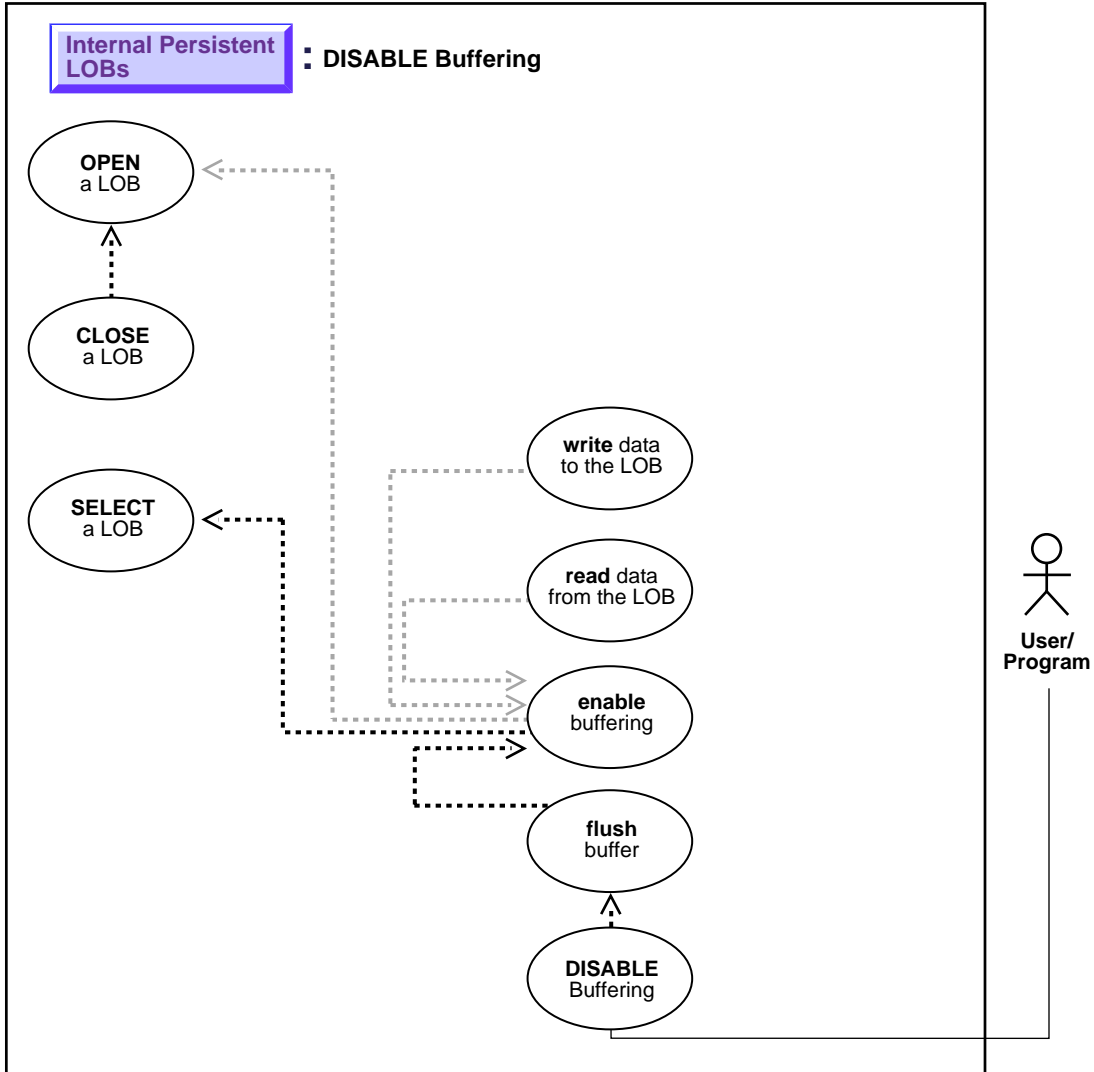 Internal Persistent
LOBs
: DISABLE Buffering
OPEN
a LOB
CLOSE
a LOB
SELECT
a LOB
write data
to the LOB
read data
from the LOB
enable
buffering
flush
buffer
DISABLE
Buffering
User/
Program